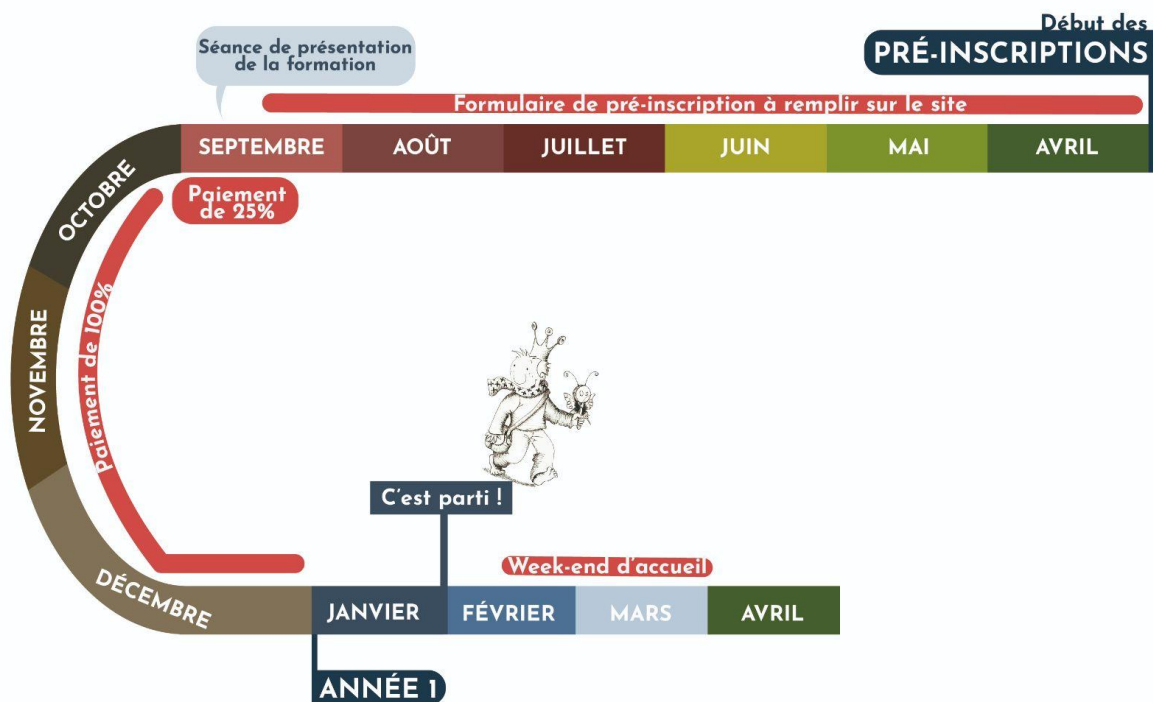 Début des
PRÉ-INSCRIPTIONS
Séance de présentation
de la formation
Formulaire de pré-inscription à remplir sur le site
SEPTEMBRE AOÛT JUILLET JUIN MAI AVRIL
Paiement
de 25%
OCTOBRE
NOVEMBRE
Paiement de 100%
DÉCEMBRE
C'est parti !
Week-end d'accueil
JANVIER FÉVRIER MARS AVRIL
ANNÉE 1